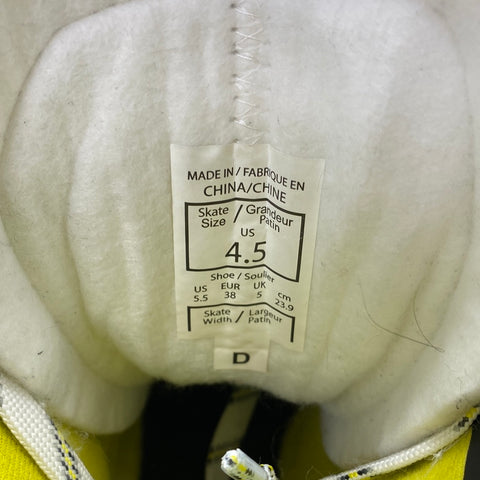 MADE IN / FABRIQUE EN
CHINA/CHINE
Skate / Grandeur
Size / Patin
US
4.5
Shoe / Soulier
US EUR UK cm
5.5 38 5 23.9
Skate / Largeur
Width / Patin
D